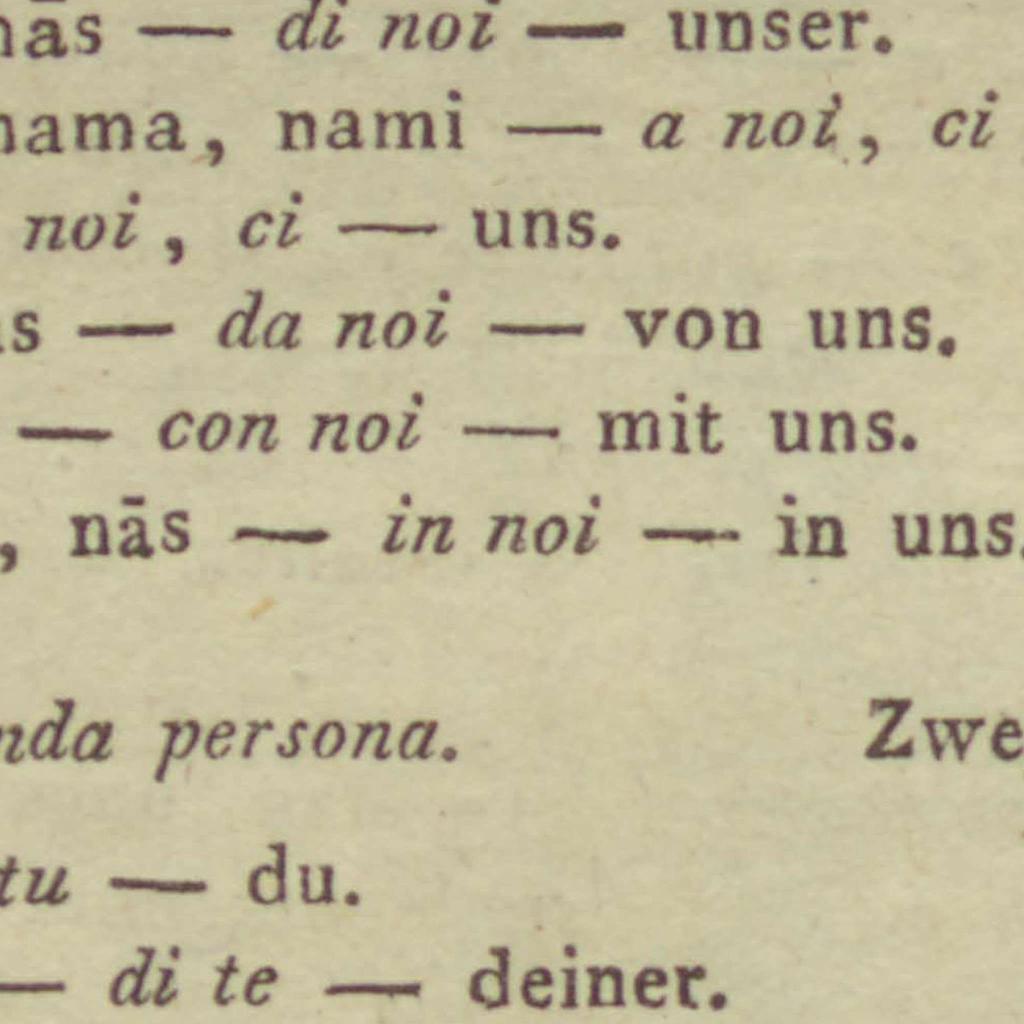 nās — di noi — unser.
nama, nami — a noi, ci
noi, ci — uns.
— da noi — von uns.
— con noi — mit uns.
, nās — in noi — in uns.
persona. Zwe
tu — du.
— di te — deiner.